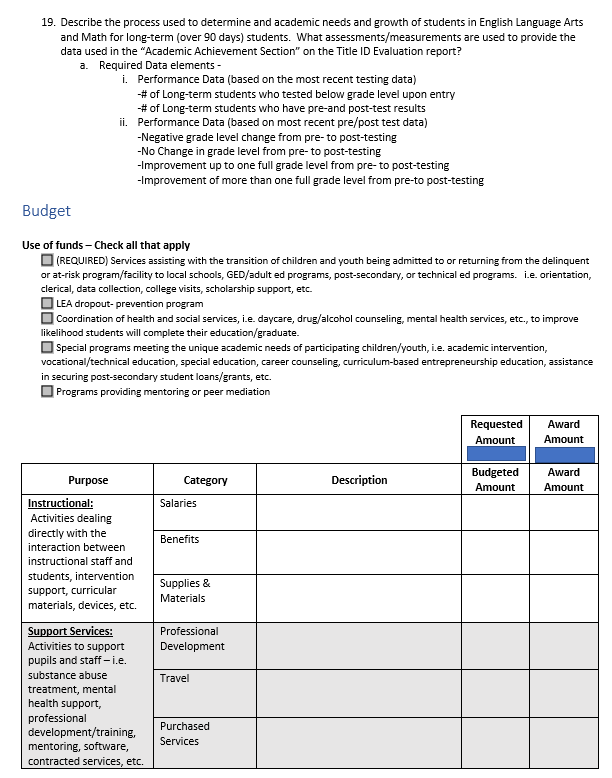 19. Describe the process used to determine and academic needs and growth of students in English Language Arts
and Math for long-term (over 90 days) students. What assessments/measurements are used to provide the
data used in the “Academic Achievement Section” on the Title ID Evaluation report?
a. Required Data elements -
i. Performance Data (based on the most recent testing data)
-# of Long-term students who tested below grade level upon entry
-# of Long-term students who have pre-and post-test results
ii. Performance Data (based on most recent pre/post test data)
-Negative grade level change from pre- to post-testing
-No Change in grade level from pre- to post-testing
-Improvement up to one full grade level from pre- to post-testing
-Improvement of more than one full grade level from pre-to post-testing
Budget
Use of funds – Check all that apply
(REQUIRED) Services assisting with the transition of children and youth being admitted to or returning from the delinquent
or at-risk program/facility to local schools, GED/adult ed programs, post-secondary, or technical ed programs. i.e. orientation,
clerical, data collection, college visits, scholarship support, etc.
LEA dropout- prevention program
Coordination of health and social services, i.e. daycare, drug/alcohol counseling, mental health services, etc., to improve
likelihood students will complete their education/graduate.
Special programs meeting the unique academic needs of participating children/youth, i.e. academic intervention,
vocational/technical education, special education, career counseling, curriculum-based entrepreneurship education, assistance
in securing post-secondary student loans/grants, etc.
Programs providing mentoring or peer mediation
Requested
Amount
Award
Amount
Purpose
Category
Description
Budgeted
Amount
Award
Amount
Instructional:
Activities dealing
directly with the
interaction between
instructional staff and
students, intervention
support, curricular
materials, devices, etc.
Salaries
Benefits
Supplies &
Materials
Support Services:
Activities to support
pupils and staff – i.e.
substance abuse
treatment, mental
health support,
professional
development/training,
mentoring, software,
contracted services, etc.
Professional
Development
Travel
Purchased
Services